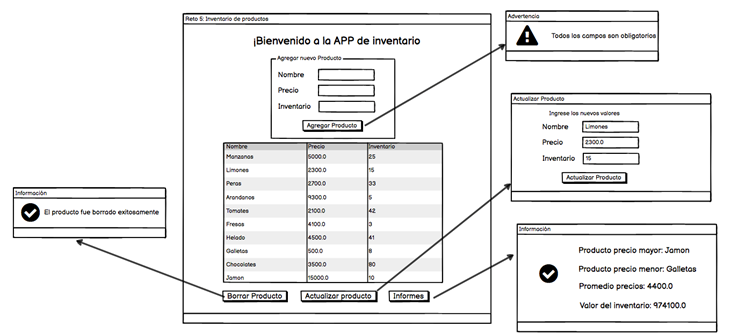 Reto 5: Inventario de productos
¡Bienvenido a la APP de inventario
Agregar nuevo Producto
Nombre
Precio
Inventario
Agregar Producto
Nombre Precio Inventario
Manzanas 5000.0 25
Limones 2300.0 15
Peras 2700.0 33
Arandanos 9300.0 5
Tomates 2100.0 42
Fresas 4100.0 3
Helado 4500.0 41
Galletas 500.0 8
Chocolates 3500.0 80
Jamon 15000.0 10
Borrar Producto Actualizar producto Informes
Advertencia
Todos los campos son obligatorios
Actualizar Producto
Ingrese los nuevos valores
Nombre Limones
Precio 2300.0
Inventario 15
Actualizar Producto
Información
El producto fue borrado exitosamente
Información
Producto precio mayor: Jamon
Producto precio menor: Galletas
Promedio precios: 4400.0
Valor del inventario: 974100.0